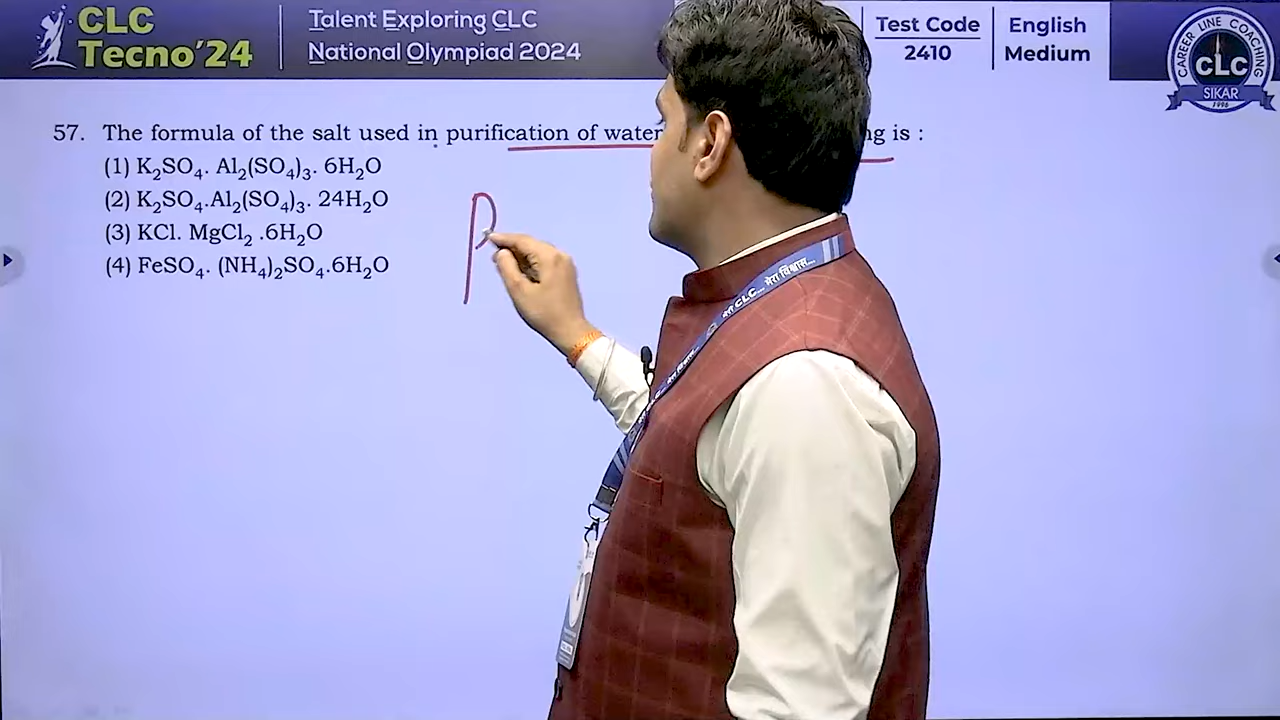 CLC
Tecno'24
Talent Exploring CLC
National Olympiad 2024
Test Code
2410
English
Medium
CAREER LINE COACHING
CLC
SIKAR
1996
57. The formula of the salt used in purification of water is :
(1) K₂SO₄. Al₂(SO₄)₃. 6H₂O
(2) K₂SO₄.Al₂(SO₄)₃. 24H₂O
(3) KCl. MgCl₂ .6H₂O
(4) FeSO₄. (NH₄)₂SO₄.6H₂O
P
CLC... मेरा विश्वास...